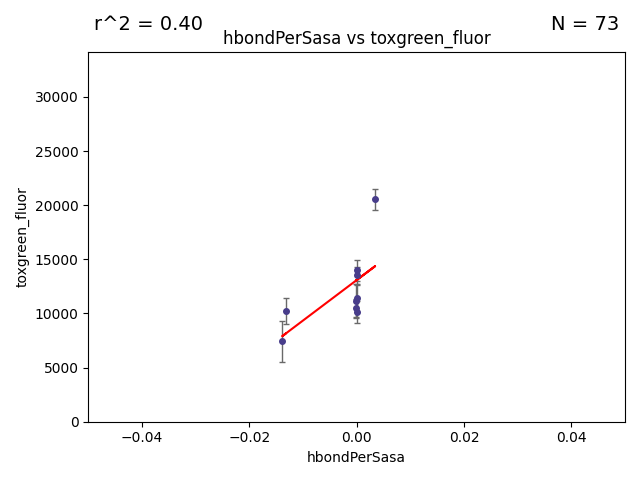 r^2 = 0.40
N = 73
hbondPerSasa vs toxgreen_fluor
30000
25000
20000
15000
10000
5000
0
toxgreen_fluor
−0.04
−0.02
0.00
0.02
0.04
hbondPerSasa